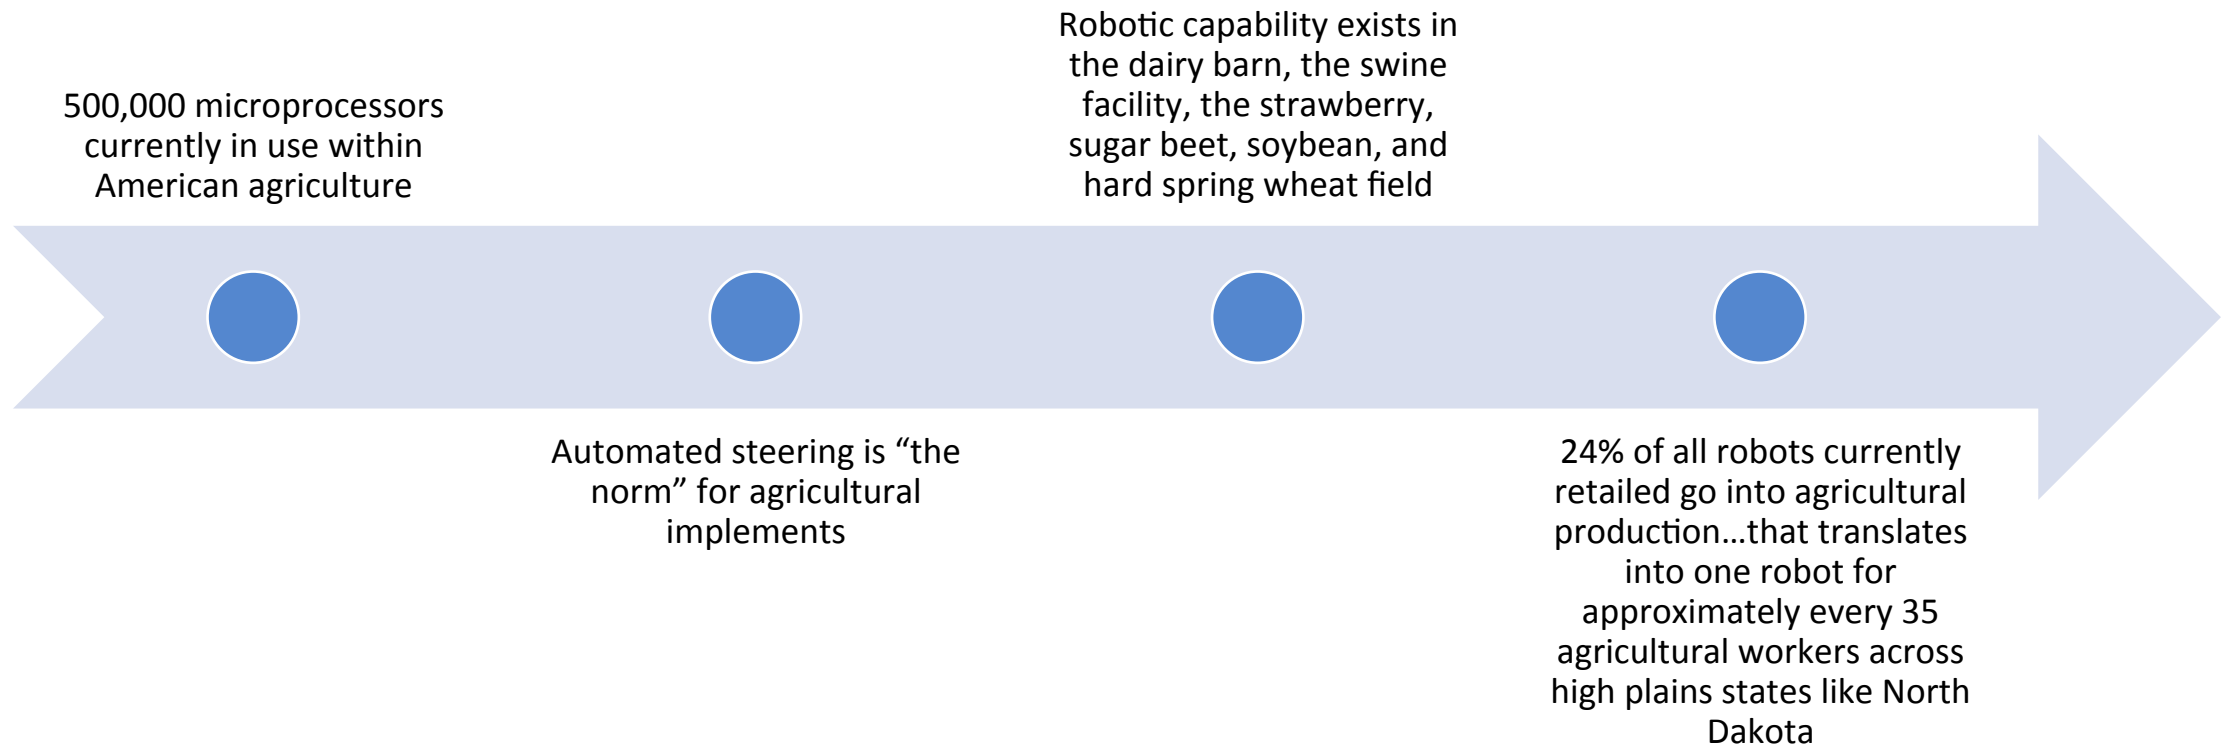 500,000 microprocessors
currently in use within
American agriculture
Automated steering is “the
norm” for agricultural
implements
Robotic capability exists in
the dairy barn, the swine
facility, the strawberry,
sugar beet, soybean, and
hard spring wheat field
24% of all robots currently
retailed go into agricultural
production…that translates
into one robot for
approximately every 35
agricultural workers across
high plains states like North
Dakota